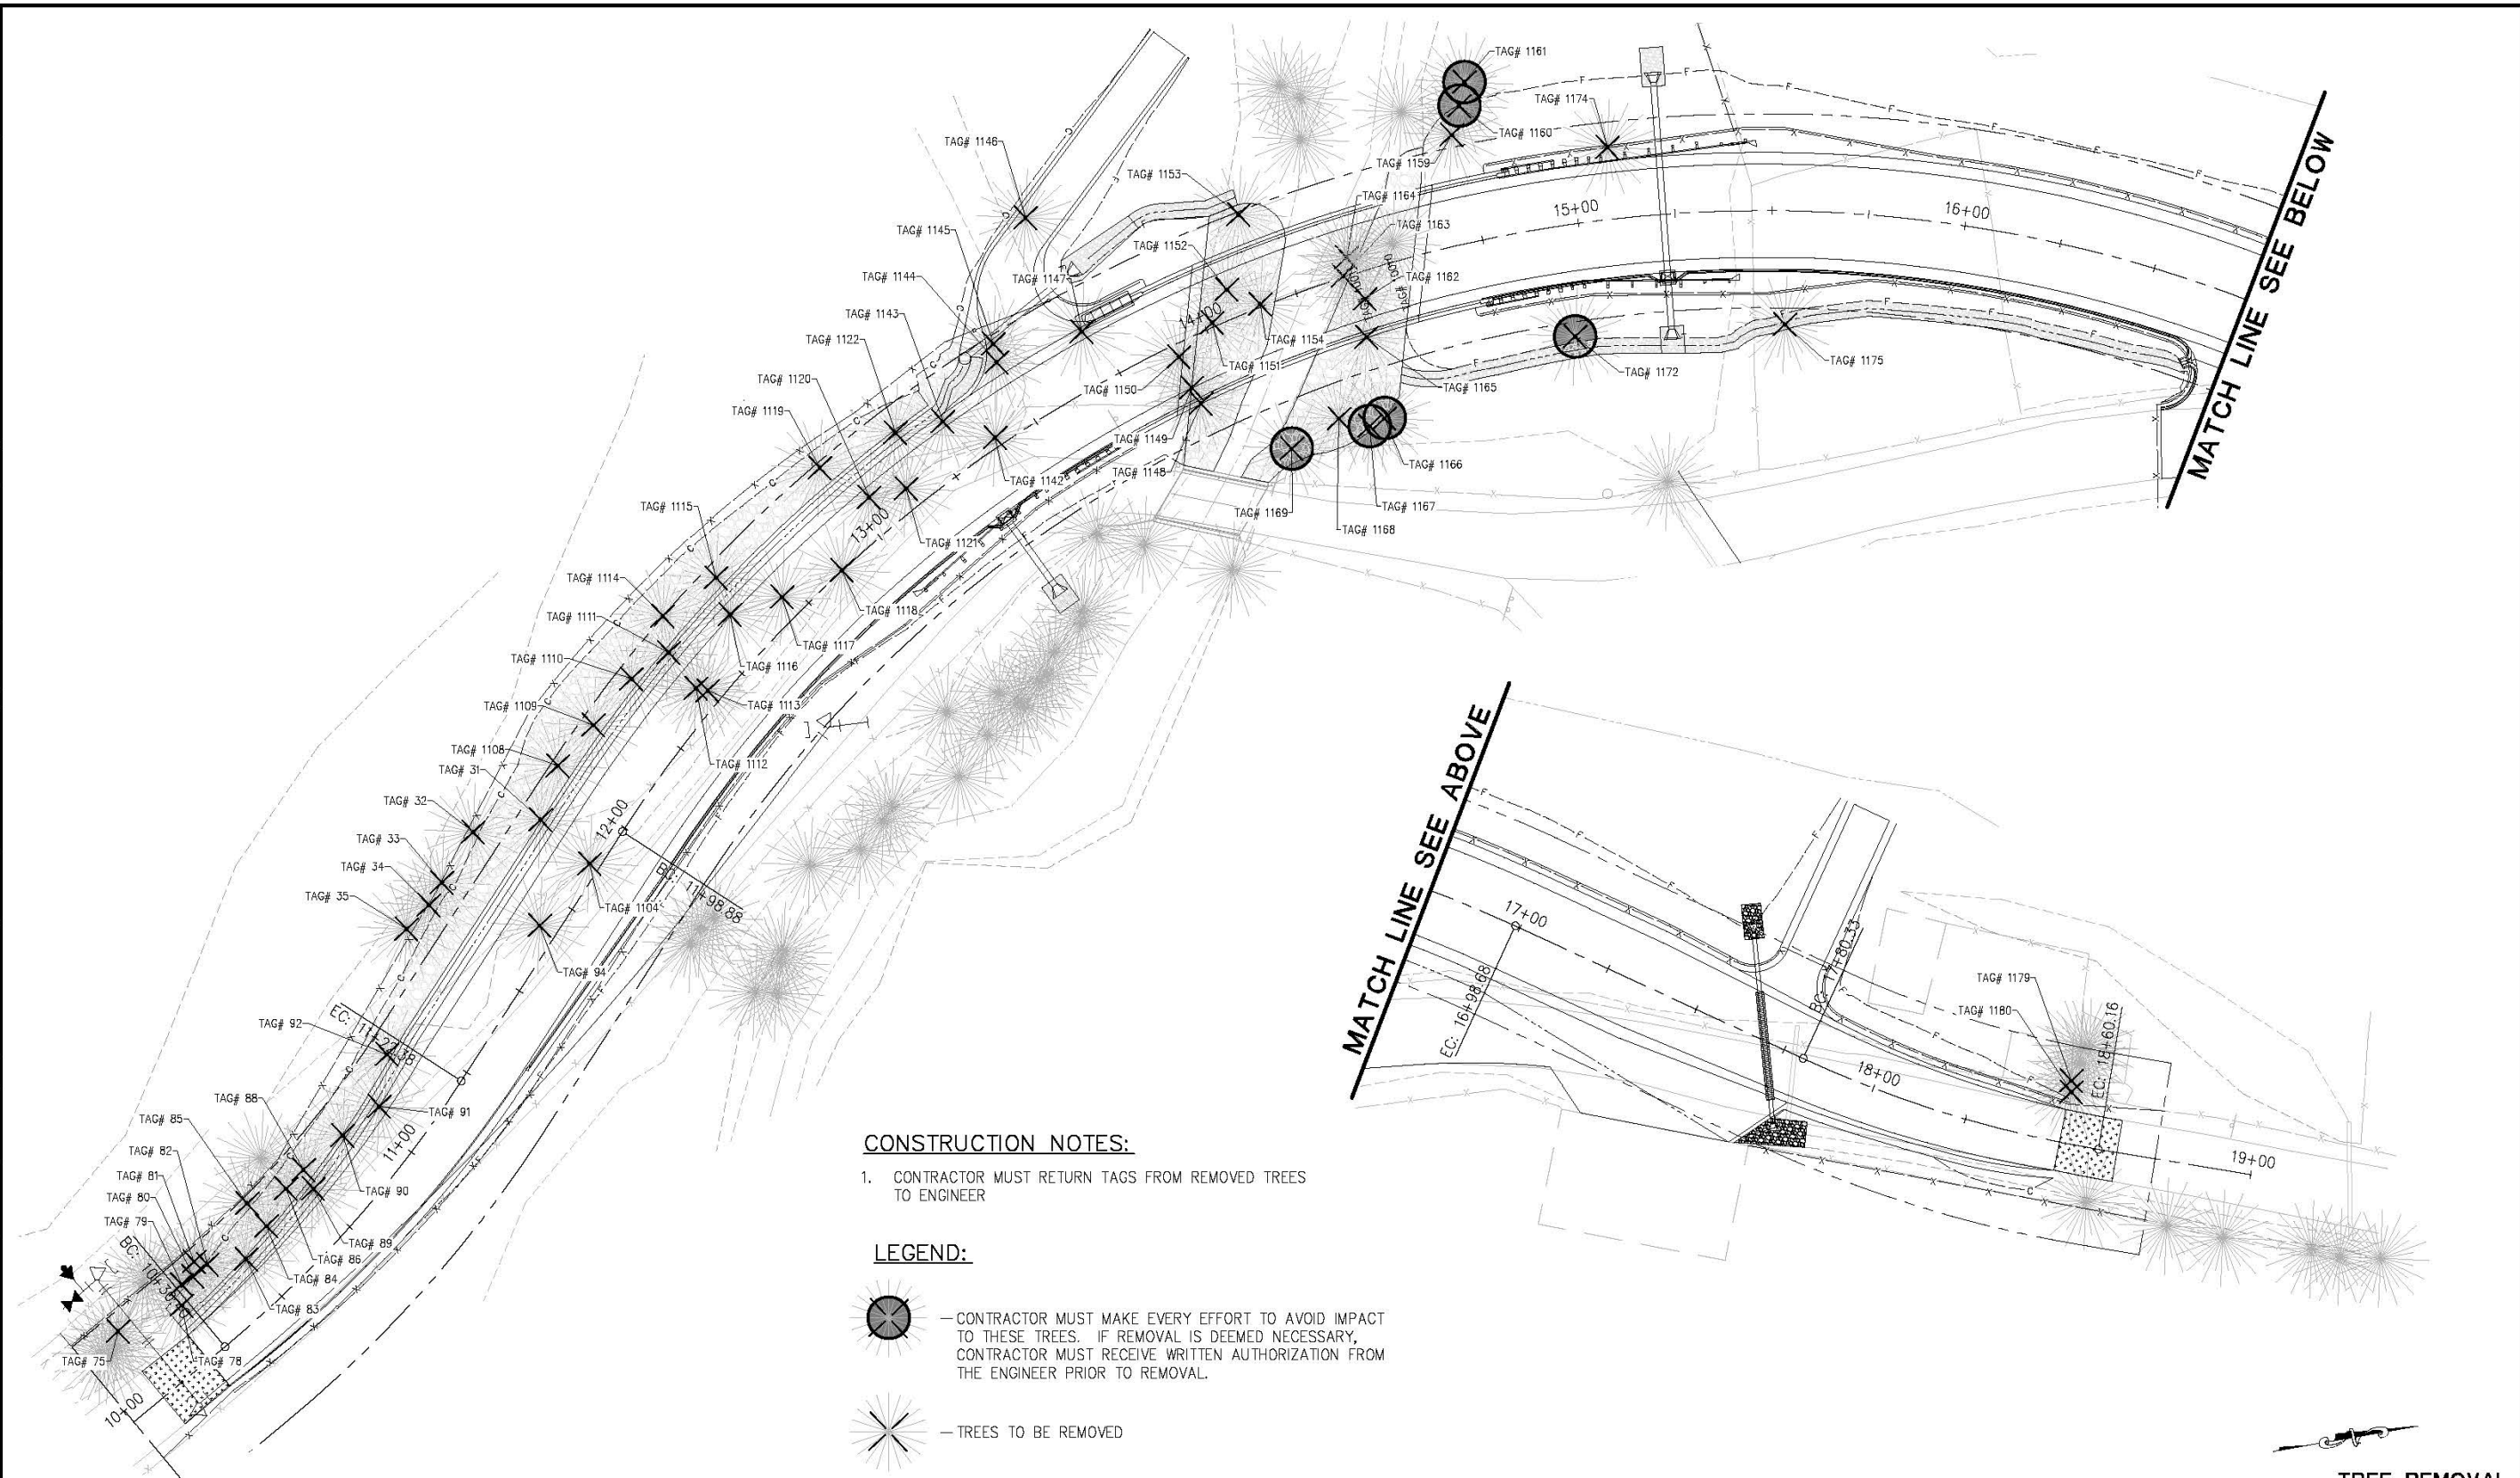 TAG# 1161
TAG# 1174
TAG# 1160
TAG# 1159
TAG# 1146
TAG# 1153
TAG# 1164
15+00
16+00
TAG# 1163
TAG# 1145
TAG# 1152
TAG# 1144
TAG# 1147
TAG# 1162
TAG# 1143
14+00
TAG# 1122
TAG# 1154
TAG# 1151
TAG# 1175
TAG# 1172
TAG# 1120
TAG# 1150
TAG# 1165
TAG# 1119
TAG# 1149
TAG# 1148
TAG# 1142
TAG# 1166
TAG# 1115
TAG# 1169
TAG# 1167
TAG# 1168
13+00
TAG# 1121
MATCH LINE SEE BELOW
TAG# 1114
TAG# 1118
TAG# 1111
TAG# 1117
TAG# 1110
TAG# 1116
TAG# 1109
TAG# 1113
TAG# 1108
TAG# 1112
TAG# 31
TAG# 32
12+00
TAG# 33
TAG# 34
BC: 11+98.88
TAG# 35
TAG# 1104
TAG# 94
EC: 11+22.38
TAG# 92
TAG# 88
TAG# 91
TAG# 85
11+00
TAG# 82
TAG# 81
TAG# 90
TAG# 80
TAG# 79
TAG# 89
TAG# 86
TAG# 84
TAG# 83
BC:
TAG# 75
TAG# 78
10+00
MATCH LINE SEE ABOVE
17+00
EC: 16+98.68
BC: 17+80.33
TAG# 1179
TAG# 1180
18+00
EC: 18+60.16
19+00
CONSTRUCTION NOTES:
1. CONTRACTOR MUST RETURN TAGS FROM REMOVED TREES
TO ENGINEER
LEGEND:
CONTRACTOR MUST MAKE EVERY EFFORT TO AVOID IMPACT
TO THESE TREES. IF REMOVAL IS DEEMED NECESSARY,
CONTRACTOR MUST RECEIVE WRITTEN AUTHORIZATION FROM
THE ENGINEER PRIOR TO REMOVAL.
TREES TO BE REMOVED
TREE REMOVAL